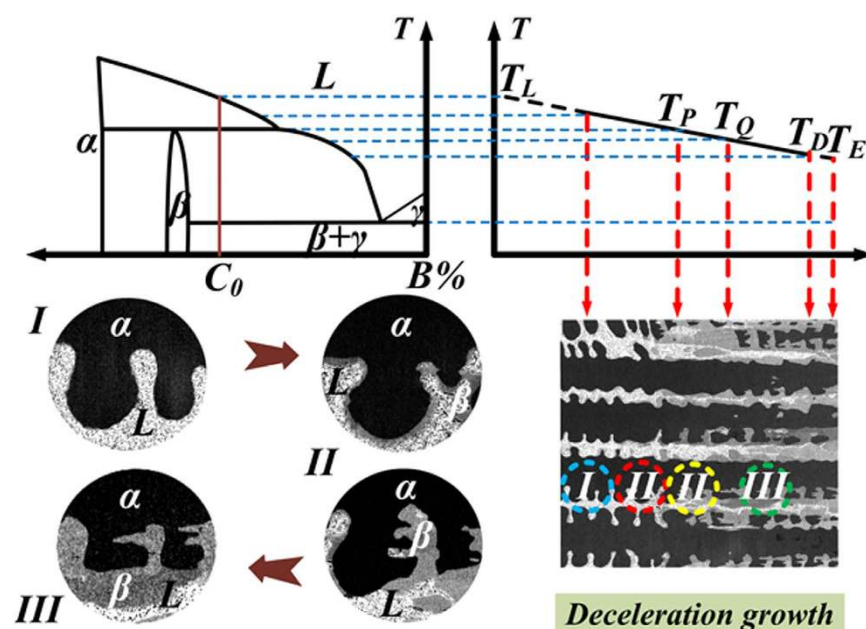 T T
L T_L
T_P T_Q T_D T_E
α β γ
β+γ
C_0 B%
I α α
L L β
II
α α
β β
L L
III
I II II III
Deceleration growth